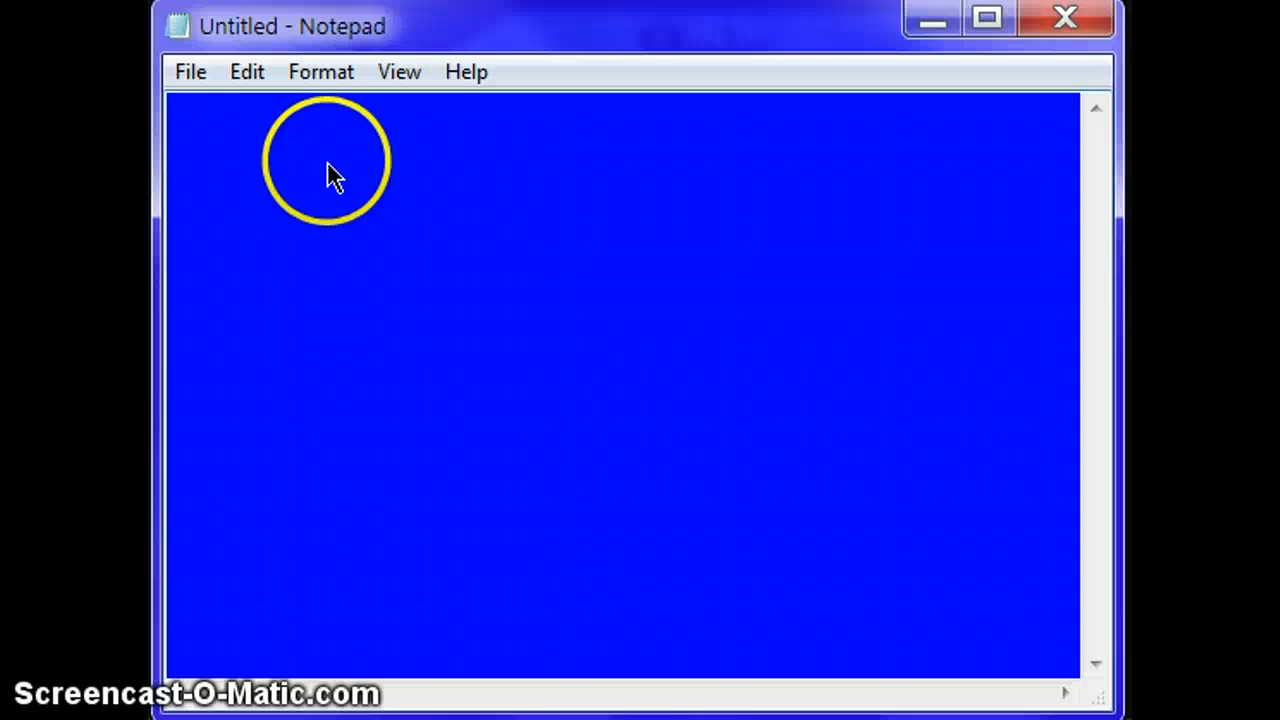 Untitled - Notepad
File Edit Format View Help
Screencast-O-Matic.com